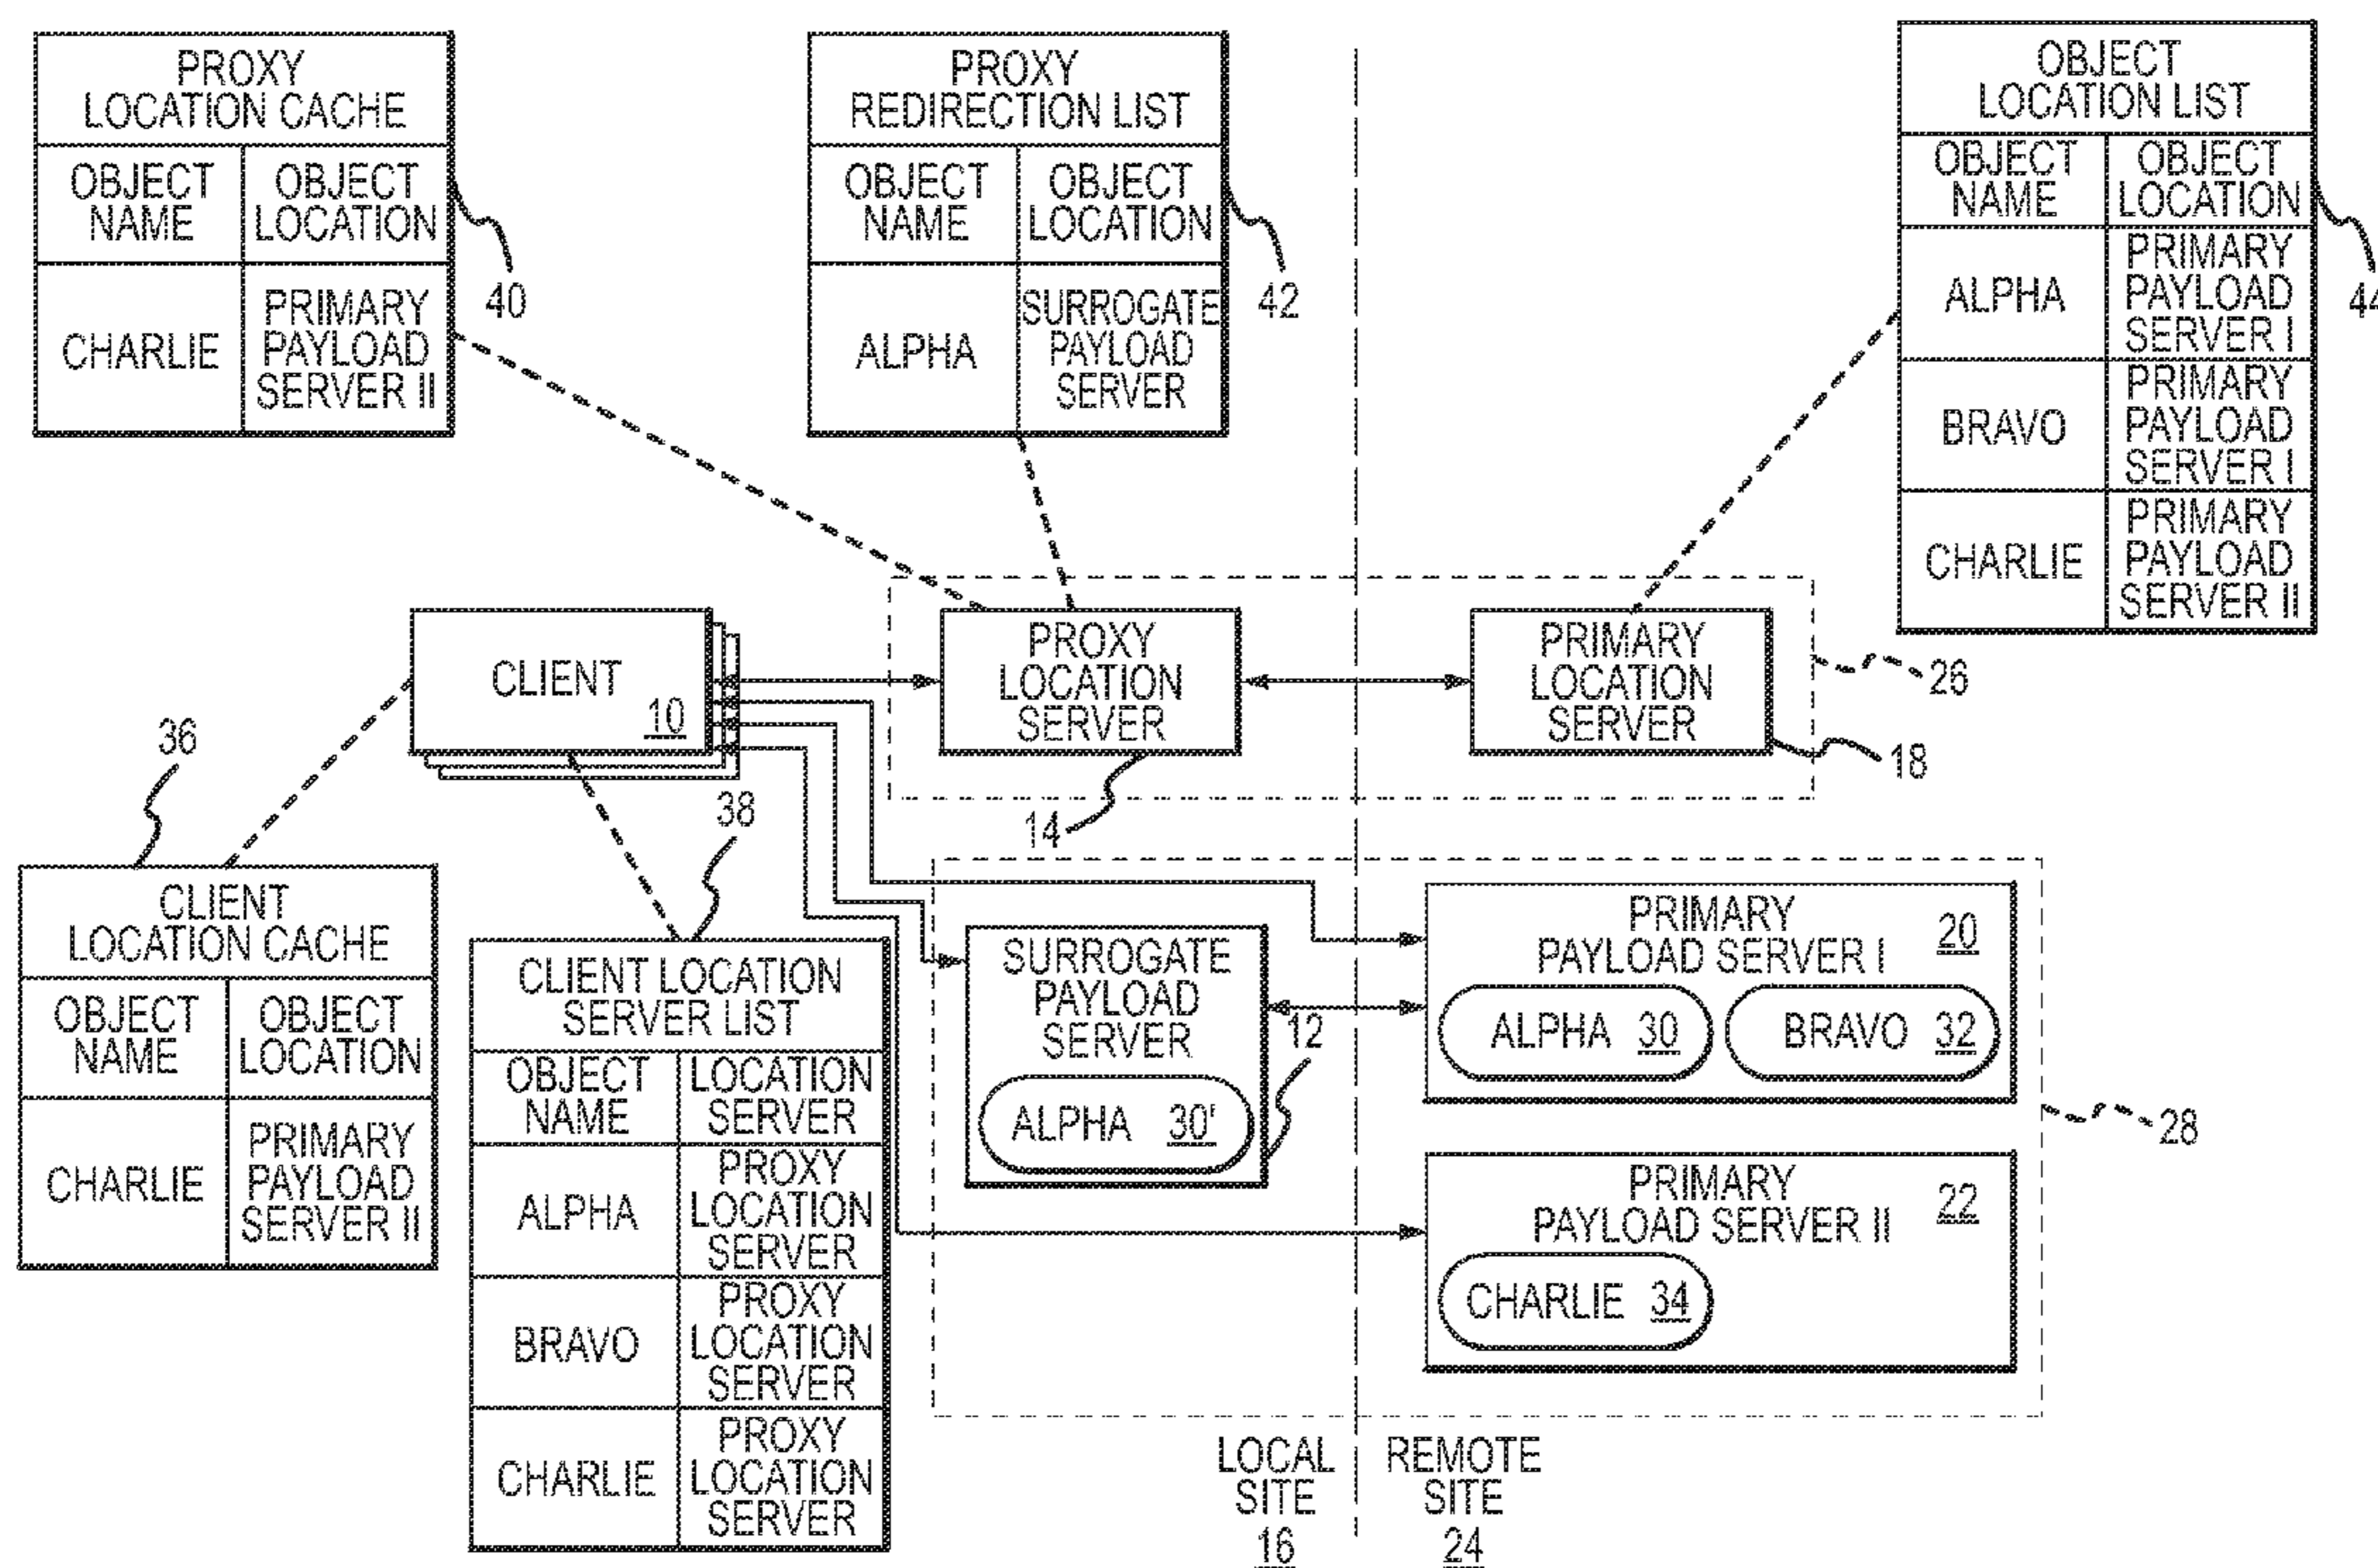 PROXY
LOCATION CACHE
OBJECT
NAME
OBJECT
LOCATION
CHARLIE
PRIMARY
PAYLOAD
SERVER II
40
PROXY
REDIRECTION LIST
OBJECT
NAME
OBJECT
LOCATION
ALPHA
SURROGATE
PAYLOAD
SERVER
42
OBJECT
LOCATION LIST
OBJECT
NAME
OBJECT
LOCATION
ALPHA
PRIMARY
PAYLOAD
SERVER I
BRAVO
PRIMARY
PAYLOAD
SERVER I
CHARLIE
PRIMARY
PAYLOAD
SERVER II
44
CLIENT
10
PROXY
LOCATION
SERVER
14
PRIMARY
LOCATION
SERVER
18
26
36
CLIENT
LOCATION CACHE
OBJECT
NAME
OBJECT
LOCATION
CHARLIE
PRIMARY
PAYLOAD
SERVER II
38
CLIENT LOCATION
SERVER LIST
OBJECT
NAME
LOCATION
SERVER
ALPHA
PROXY
LOCATION
SERVER
BRAVO
PROXY
LOCATION
SERVER
CHARLIE
PROXY
LOCATION
SERVER
SURROGATE
PAYLOAD
SERVER
12
ALPHA 30'
PRIMARY
PAYLOAD SERVER I
20
ALPHA 30
BRAVO 32
28
PRIMARY
PAYLOAD SERVER II
22
CHARLIE 34
LOCAL
SITE
16
REMOTE
SITE
24